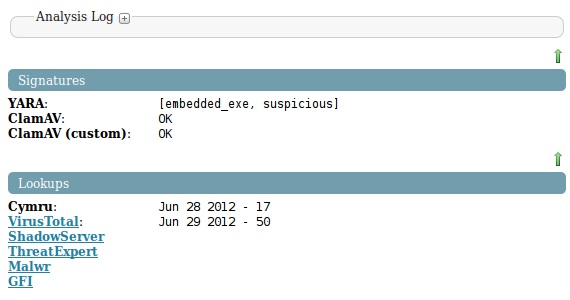 Analysis Log
Signatures
YARA: [embedded_exe, suspicious]
ClamAV: OK
ClamAV (custom): OK
Lookups
Cymru: Jun 28 2012 - 17
VirusTotal: Jun 29 2012 - 50
ShadowServer
ThreatExpert
Malwr
GFI